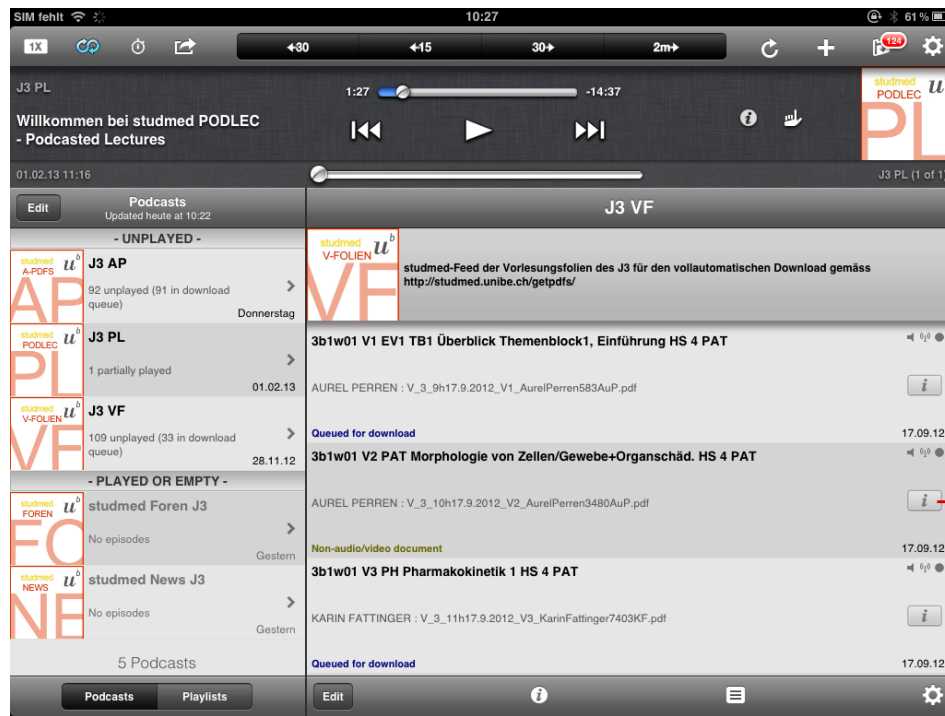 SIM fehlt 10:27 61 %
1X 30 15 30 2m 124
J3 PL
1:27 -14:37
Willkommen bei studmed PODLEC
- Podcasted Lectures
studmed
PODLEC
u
PL
01.02.13 11:16 J3 PL (1 of 1
Edit Podcasts
Updated heute at 10:22
J3 VF
- UNPLAYED -
studmed
A-PDFS
u^b
AP
J3 AP
92 unplayed (91 in download
queue)
Donnerstag
studmed
PODLEC
u^b
PL
J3 PL
1 partially played
01.02.13
studmed
V-FOLIEN
u^b
VF
J3 VF
109 unplayed (33 in download
queue)
28.11.12
- PLAYED OR EMPTY -
studmed
FOREN
u^b
FO
studmed Foren J3
No episodes
Gestern
studmed
NEWS
u^b
NE
studmed News J3
No episodes
Gestern
5 Podcasts
Podcasts Playlists
studmed
V-FOLIEN
u^b
VF
studmed-Feed der Vorlesungsfolien des J3 für den vollautomatischen Download gemäss
http://studmed.unibe.ch/getpdfs/
3b1w01 V1 EV1 TB1 Überblick Themenblock1, Einführung HS 4 PAT
AUREL PERREN : V_3_9h17.9.2012_V1_AurelPerren583AuP.pdf
i
Queued for download 17.09.12
3b1w01 V2 PAT Morphologie von Zellen/Gewebe+Organschäd. HS 4 PAT
AUREL PERREN : V_3_10h17.9.2012_V2_AurelPerren3480AuP.pdf
i
Non-audio/video document 17.09.12
3b1w01 V3 PH Pharmakokinetik 1 HS 4 PAT
KARIN FATTINGER : V_3_11h17.9.2012_V3_KarinFattinger7403KF.pdf
i
Queued for download 17.09.12
Edit i